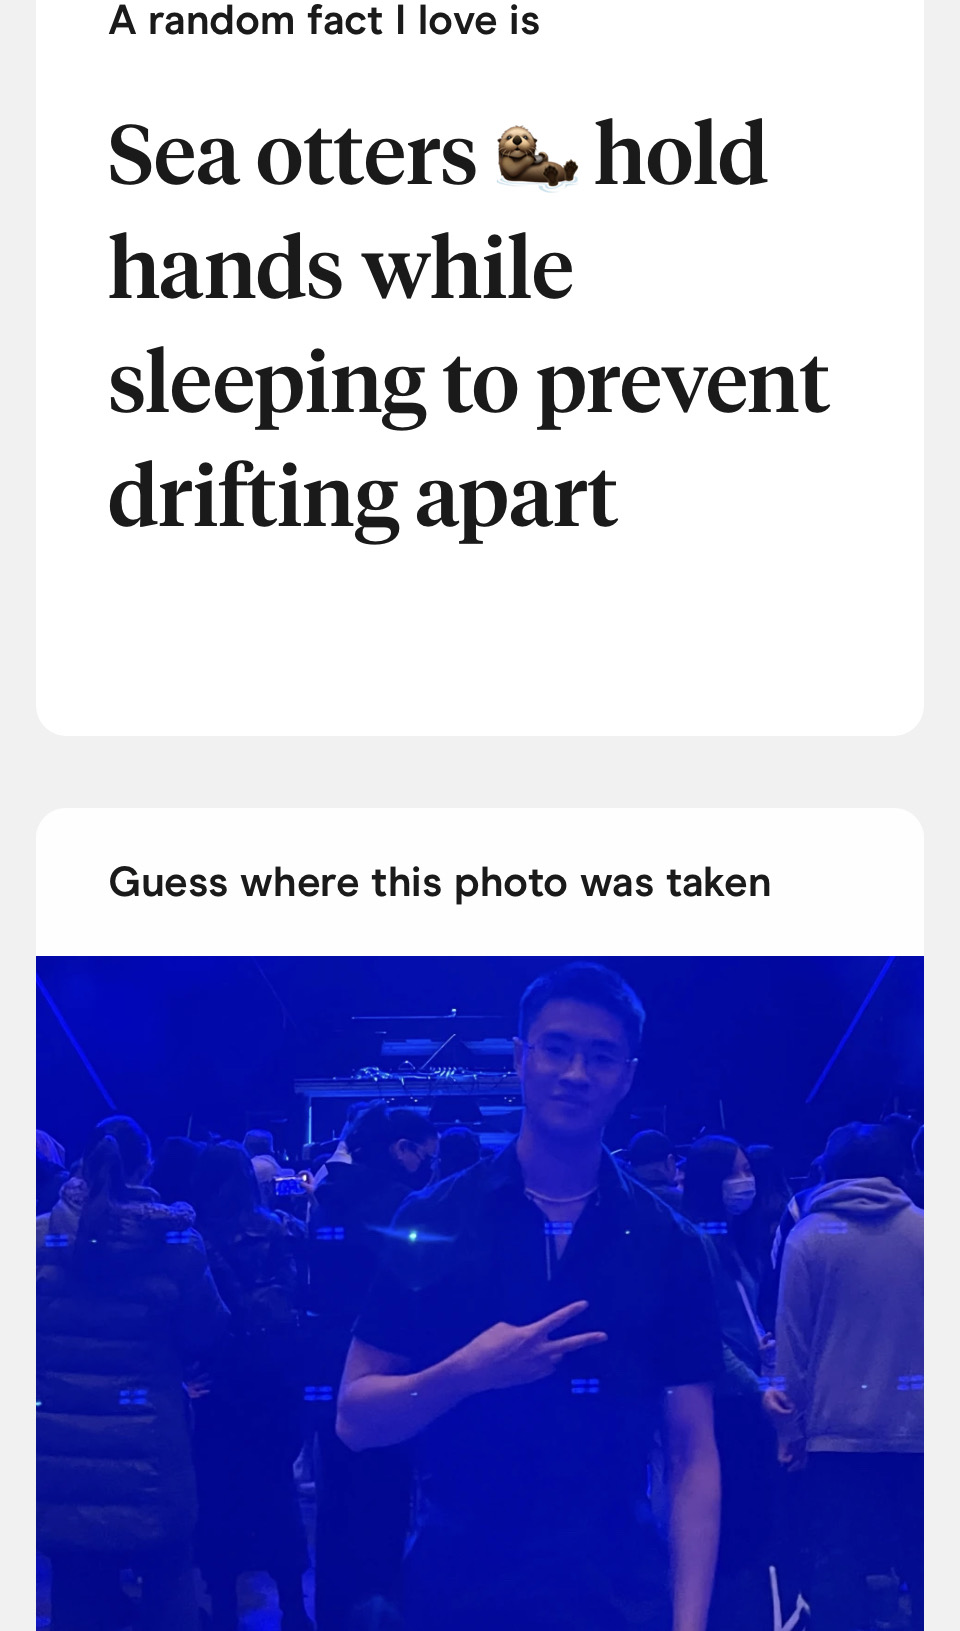 A random fact I love is
Sea otters 🦦 hold
hands while
sleeping to prevent
drifting apart
Guess where this photo was taken